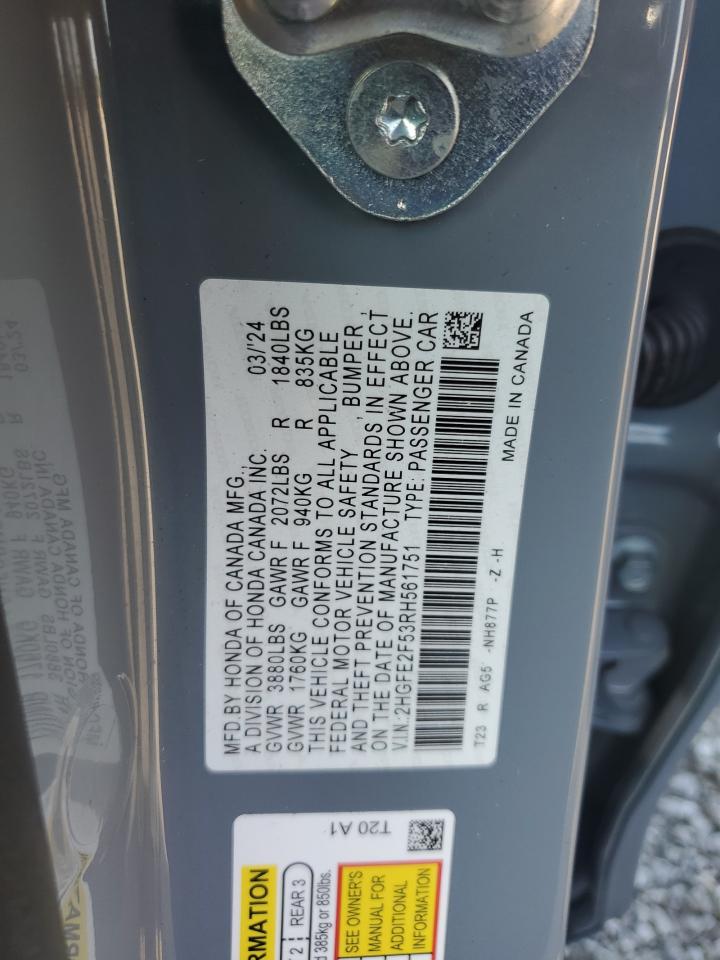 MFD.BY HONDA OF CANADA MFG., 03/'24
A DIVISION OF HONDA CANADA INC.
GVWR 3880LBS GAWR F 2072LBS R 1840LBS
GVWR 1760KG GAWR F 940KG R 835KG
THIS VEHICLE CONFORMS TO ALL APPLICABLE
FEDERAL MOTOR VEHICLE SAFETY , BUMPER ,
AND THEFT PREVENTION STANDARDS IN EFFECT
ON THE DATE OF MANUFACTURE SHOWN ABOVE.
V.I.N.:2HGFE2F53RH561751 TYPE: PASSENGER CAR
T23 R AG5 -NH877P -Z -H
MADE IN CANADA
T20 A1
RMATION
2 REAR 3
385kg or 850lbs.
SEE OWNER'S
MANUAL FOR
ADDITIONAL
INFORMATION